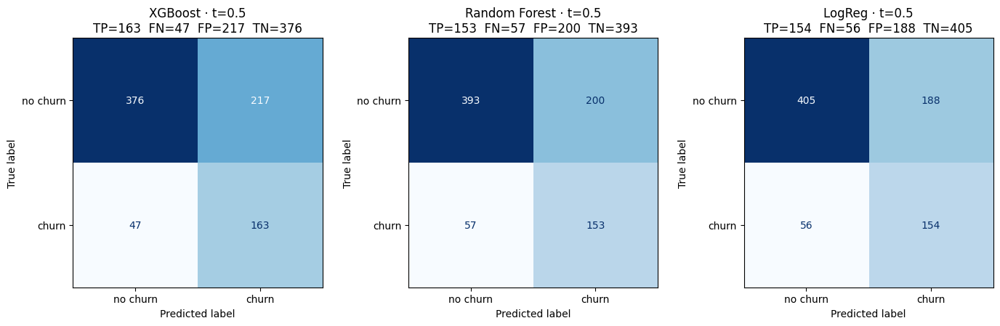 XGBoost · t=0.5
TP=163 FN=47 FP=217 TN=376
no churn
376
217
churn
47
163
True label
no churn
churn
Predicted label
Random Forest · t=0.5
TP=153 FN=57 FP=200 TN=393
no churn
393
200
churn
57
153
True label
no churn
churn
Predicted label
LogReg · t=0.5
TP=154 FN=56 FP=188 TN=405
no churn
405
188
churn
56
154
True label
no churn
churn
Predicted label